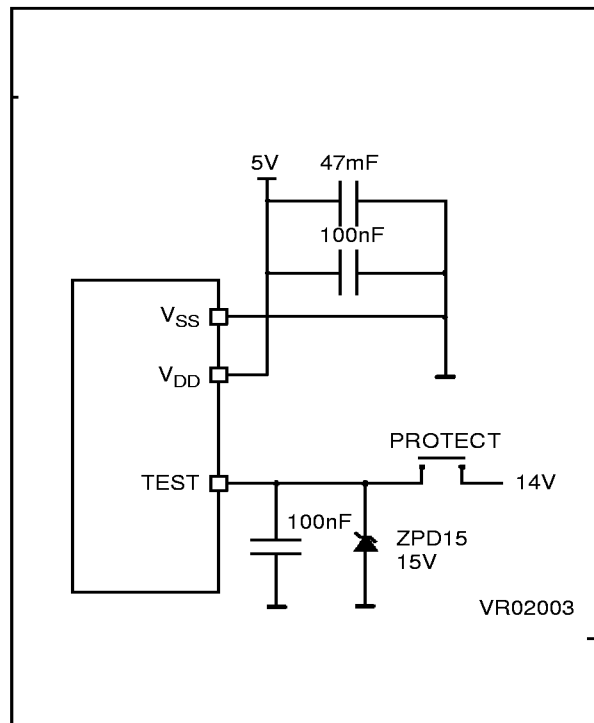 5V
47mF
100nF
VSS
VDD
PROTECT
TEST
14V
100nF
ZPD15
15V
VR02003